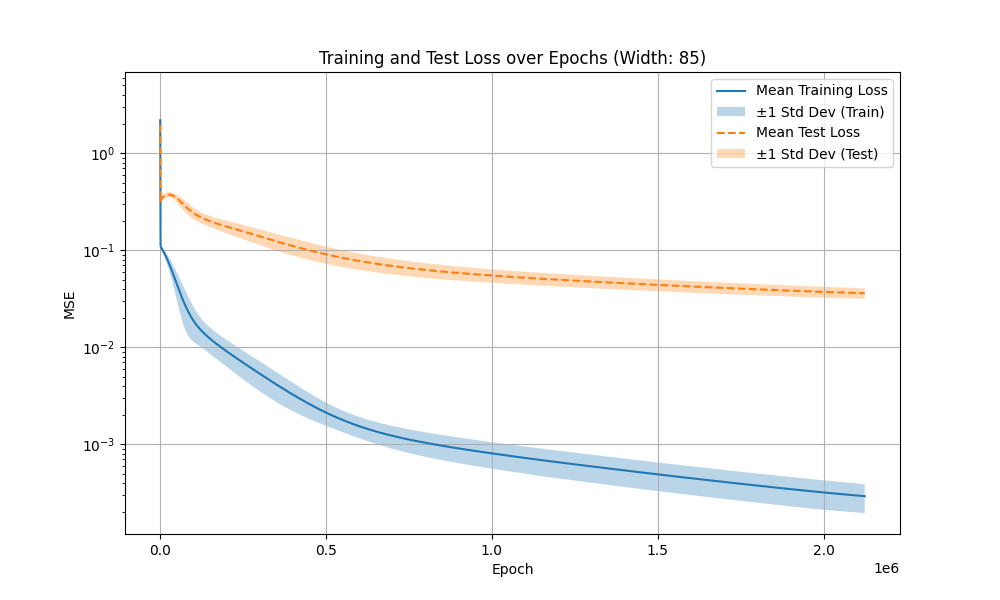 Training and Test Loss over Epochs (Width: 85)
Mean Training Loss
±1 Std Dev (Train)
Mean Test Loss
±1 Std Dev (Test)
MSE
10⁰
10⁻¹
10⁻²
10⁻³
0.0 0.5 1.0 1.5 2.0
1e6
Epoch